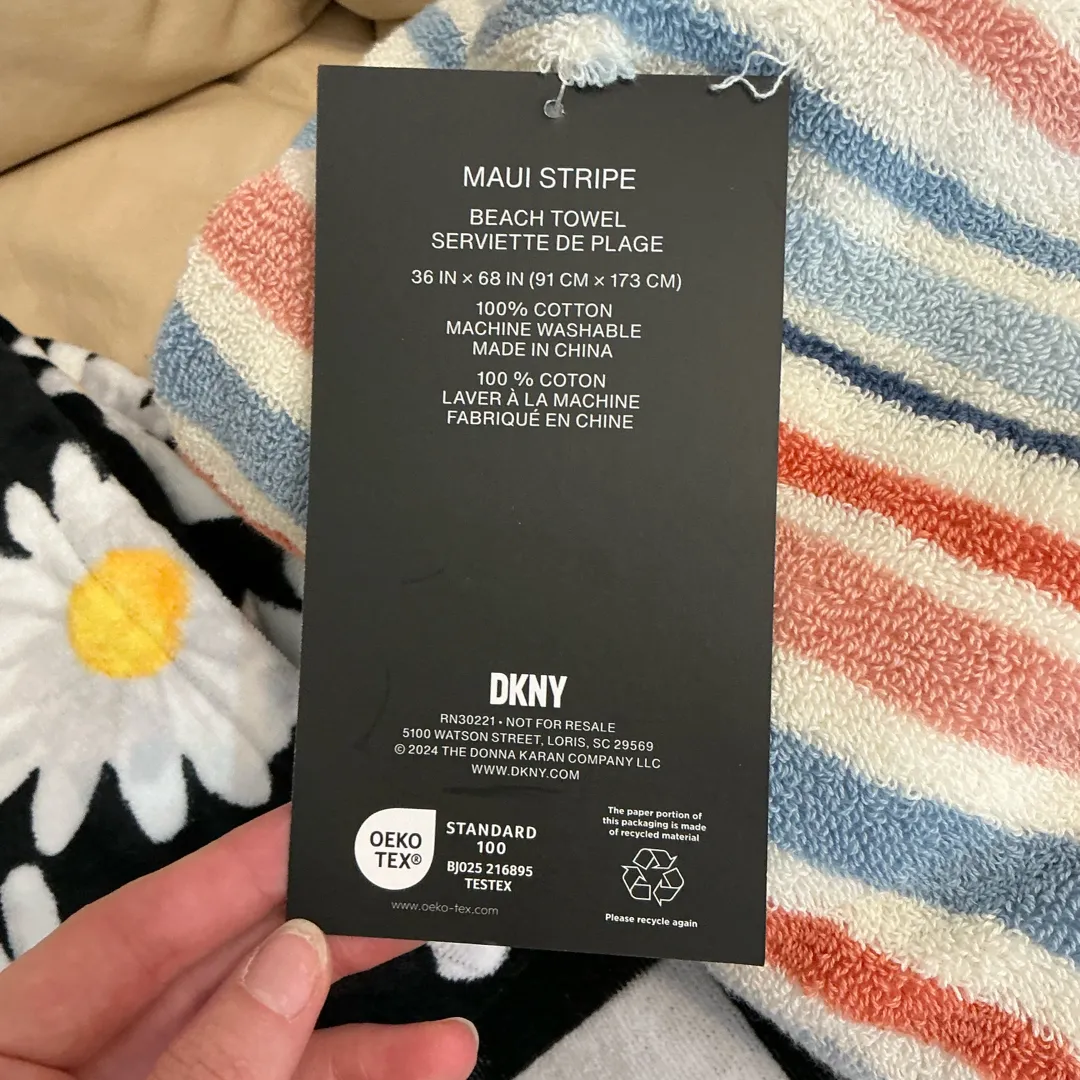 MAUI STRIPE
BEACH TOWEL
SERVIETTE DE PLAGE
36 IN × 68 IN (91 CM × 173 CM)
100% COTTON
MACHINE WASHABLE
MADE IN CHINA
100 % COTON
LAVER À LA MACHINE
FABRIQUÉ EN CHINE
DKNY
RN30221 • NOT FOR RESALE
5100 WATSON STREET, LORIS, SC 29569
© 2024 THE DONNA KARAN COMPANY LLC
WWW.DKNY.COM
OEKO
TEX®
STANDARD
100
BJ025 216895
TESTEX
www.oeko-tex.com
The paper portion of
this packaging is made
of recycled material
Please recycle again